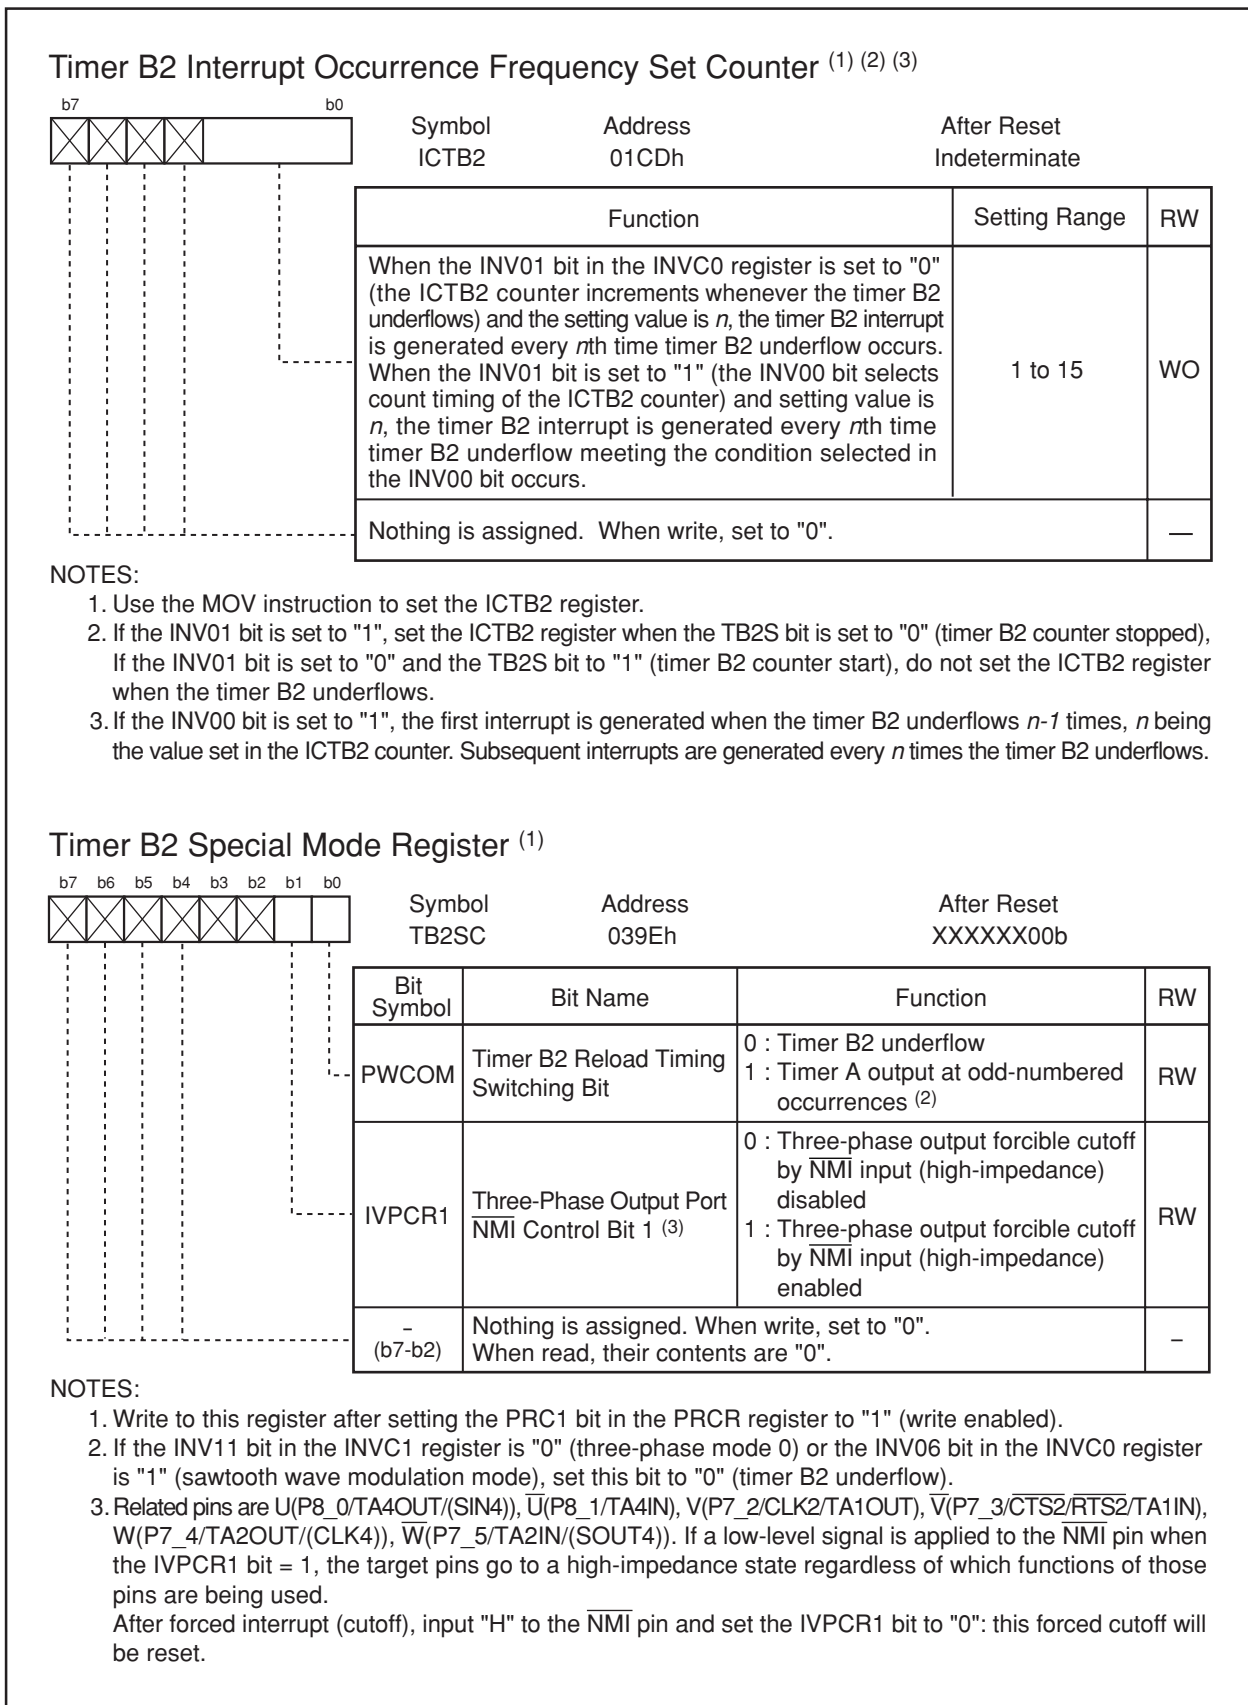 Timer B2 Interrupt Occurrence Frequency Set Counter (1) (2) (3)
b7 b0
Symbol Address After Reset
ICTB2 01CDh Indeterminate
Function Setting Range RW
When the INV01 bit in the INVC0 register is set to "0"
(the ICTB2 counter increments whenever the timer B2
underflows) and the setting value is n, the timer B2 interrupt
is generated every nth time timer B2 underflow occurs.
When the INV01 bit is set to "1" (the INV00 bit selects
count timing of the ICTB2 counter) and setting value is
n, the timer B2 interrupt is generated every nth time
timer B2 underflow meeting the condition selected in
the INV00 bit occurs.
1 to 15 WO
Nothing is assigned. When write, set to "0". —
NOTES:
1. Use the MOV instruction to set the ICTB2 register.
2. If the INV01 bit is set to "1", set the ICTB2 register when the TB2S bit is set to "0" (timer B2 counter stopped),
If the INV01 bit is set to "0" and the TB2S bit to "1" (timer B2 counter start), do not set the ICTB2 register
when the timer B2 underflows.
3. If the INV00 bit is set to "1", the first interrupt is generated when the timer B2 underflows n-1 times, n being
the value set in the ICTB2 counter. Subsequent interrupts are generated every n times the timer B2 underflows.
Timer B2 Special Mode Register (1)
b7 b6 b5 b4 b3 b2 b1 b0
Symbol Address After Reset
TB2SC 039Eh XXXXXX00b
Bit Symbol Bit Name Function RW
PWCOM
Timer B2 Reload Timing
Switching Bit
0 : Timer B2 underflow
1 : Timer A output at odd-numbered
occurrences (2)
RW
IVPCR1
Three-Phase Output Port
N̅M̅I̅ Control Bit 1 (3)
0 : Three-phase output forcible cutoff
by N̅M̅I̅ input (high-impedance)
disabled
1 : Three-phase output forcible cutoff
by N̅M̅I̅ input (high-impedance)
enabled
RW
–
(b7-b2)
Nothing is assigned. When write, set to "0".
When read, their contents are "0".
–
NOTES:
1. Write to this register after setting the PRC1 bit in the PRCR register to "1" (write enabled).
2. If the INV11 bit in the INVC1 register is "0" (three-phase mode 0) or the INV06 bit in the INVC0 register
is "1" (sawtooth wave modulation mode), set this bit to "0" (timer B2 underflow).
3. Related pins are U(P8_0/TA4OUT/(SIN4)), U̅(P8_1/TA4IN), V(P7_2/CLK2/TA1OUT), V̅(P7_3/C̅T̅S̅2̅/R̅T̅S̅2̅/TA1IN),
W(P7_4/TA2OUT/(CLK4)), W̅(P7_5/TA2IN/(SOUT4)). If a low-level signal is applied to the N̅M̅I̅ pin when
the IVPCR1 bit = 1, the target pins go to a high-impedance state regardless of which functions of those
pins are being used.
After forced interrupt (cutoff), input "H" to the N̅M̅I̅ pin and set the IVPCR1 bit to "0": this forced cutoff will
be reset.